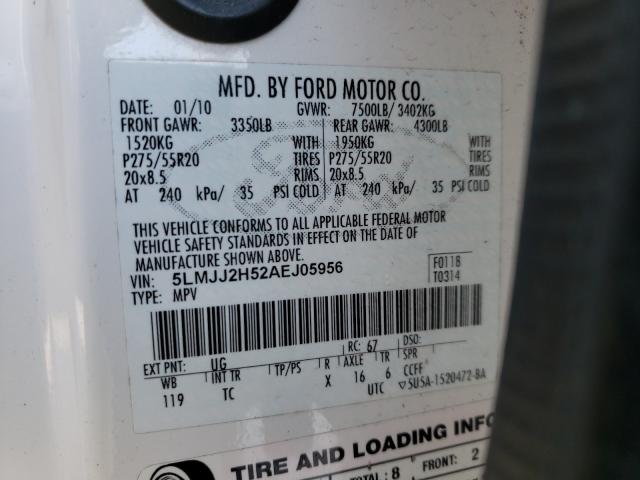 MFD. BY FORD MOTOR CO.
DATE: 01/10 GVWR: 7500LB/ 3402KG
FRONT GAWR: 3350LB REAR GAWR: 4300LB
1520KG WITH 1950KG WITH
P275/55R20 TIRES P275/55R20 TIRES
20x8.5 RIMS 20x8.5 RIMS
AT 240 kPa/ 35 PSI COLD AT 240 kPa/ 35 PSI COLD
THIS VEHICLE CONFORMS TO ALL APPLICABLE FEDERAL MOTOR
VEHICLE SAFETY STANDARDS IN EFFECT ON THE DATE OF
MANUFACTURE SHOWN ABOVE.
VIN: 5LMJJ2H52AEJ05956 F0118
TYPE: MPV T0314
EXT PNT: UG RC: 67 DSO:
WB INT TR TP/PS R AXLE TR SPR
119 TC X 16 6 CCFF
UTC ▽5U5A-1520472-BA
TIRE AND LOADING INFO
TOTAL: 8 FRONT: 2